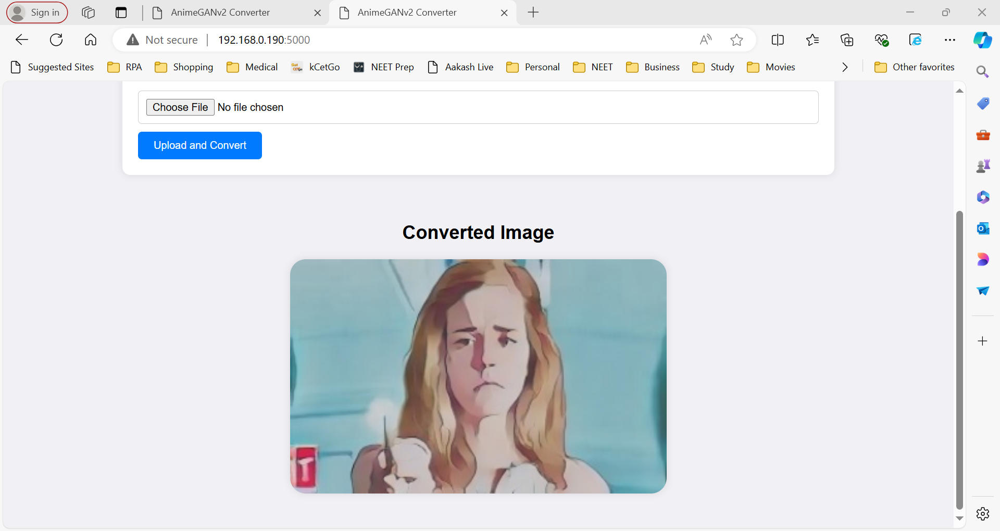 Sign in
AnimeGANv2 Converter
AnimeGANv2 Converter
Not secure
192.168.0.190:5000
Suggested Sites
RPA
Shopping
Medical
kCetGo
NEET Prep
Aakash Live
Personal
NEET
Business
Study
Movies
Other favorites
Choose File No file chosen
Upload and Convert
Converted Image